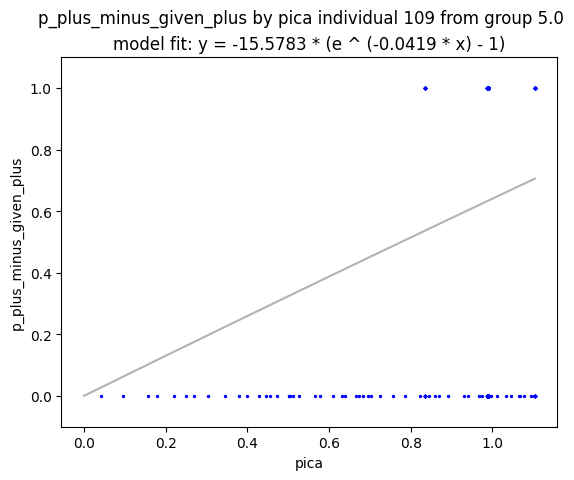 p_plus_minus_given_plus by pica individual 109 from group 5.0
model fit: y = -15.5783 * (e ^ (-0.0419 * x) - 1)
1.0
0.8
0.6
0.4
0.2
0.0
p_plus_minus_given_plus
0.0 0.2 0.4 0.6 0.8 1.0
pica